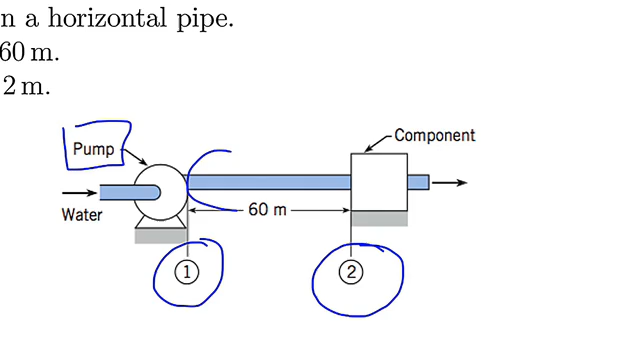 n a horizontal pipe.
60 m.
2 m.
Component
Pump
60 m
Water
1
2